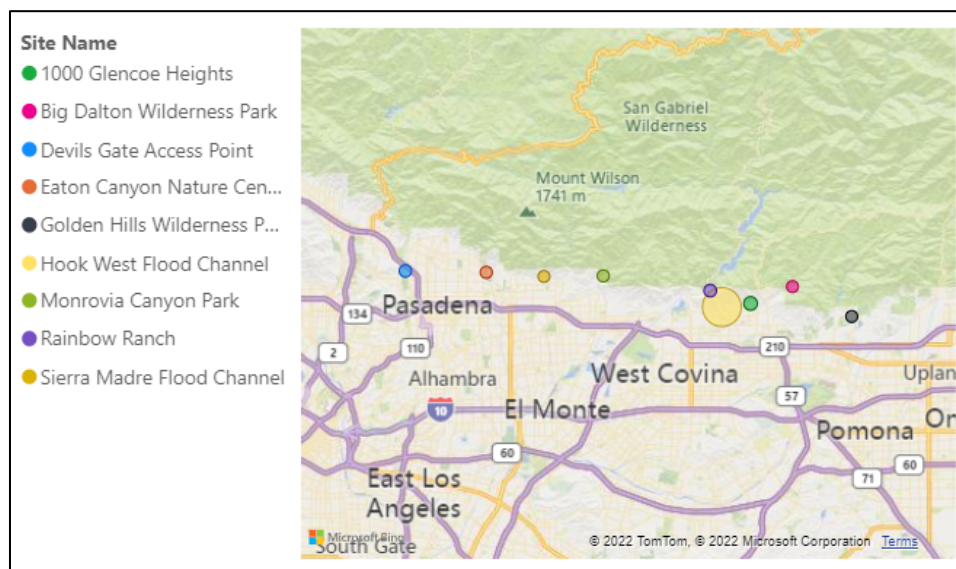 Site Name
1000 Glencoe Heights
Big Dalton Wilderness Park
Devils Gate Access Point
Eaton Canyon Nature Cen...
Golden Hills Wilderness P...
Hook West Flood Channel
Monrovia Canyon Park
Rainbow Ranch
Sierra Madre Flood Channel
San Gabriel
Wilderness
Mount Wilson
1741 m
Pasadena
134
2
110
210
Alhambra
West Covina
Uplan
57
10
El Monte
Pomona
On
60
60
71
East Los
Angeles
Microsoft Bing
South Gate
© 2022 TomTom, © 2022 Microsoft Corporation Terms